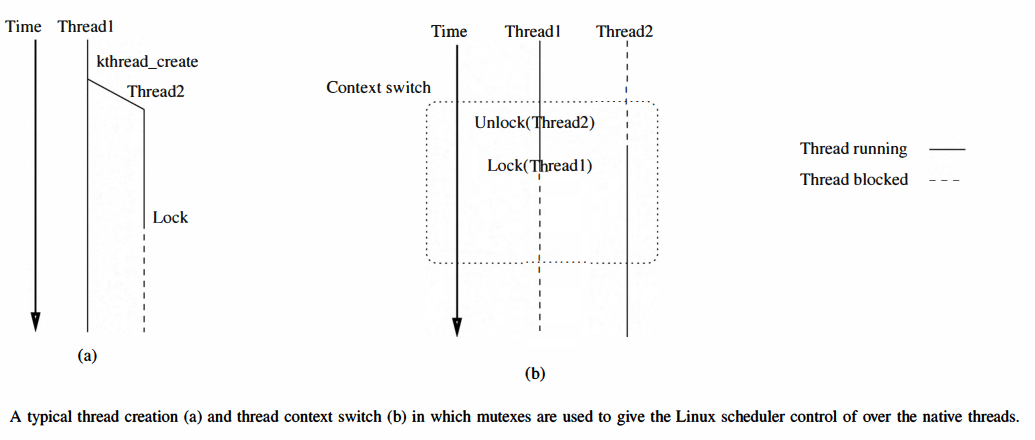 Time Thread1
kthread_create
Thread2
Lock
(a)
Time Thread1 Thread2
Context switch
Unlock(Thread2)
Lock(Thread1)
(b)
Thread running
Thread blocked
A typical thread creation (a) and thread context switch (b) in which mutexes are used to give the Linux scheduler control of over the native threads.